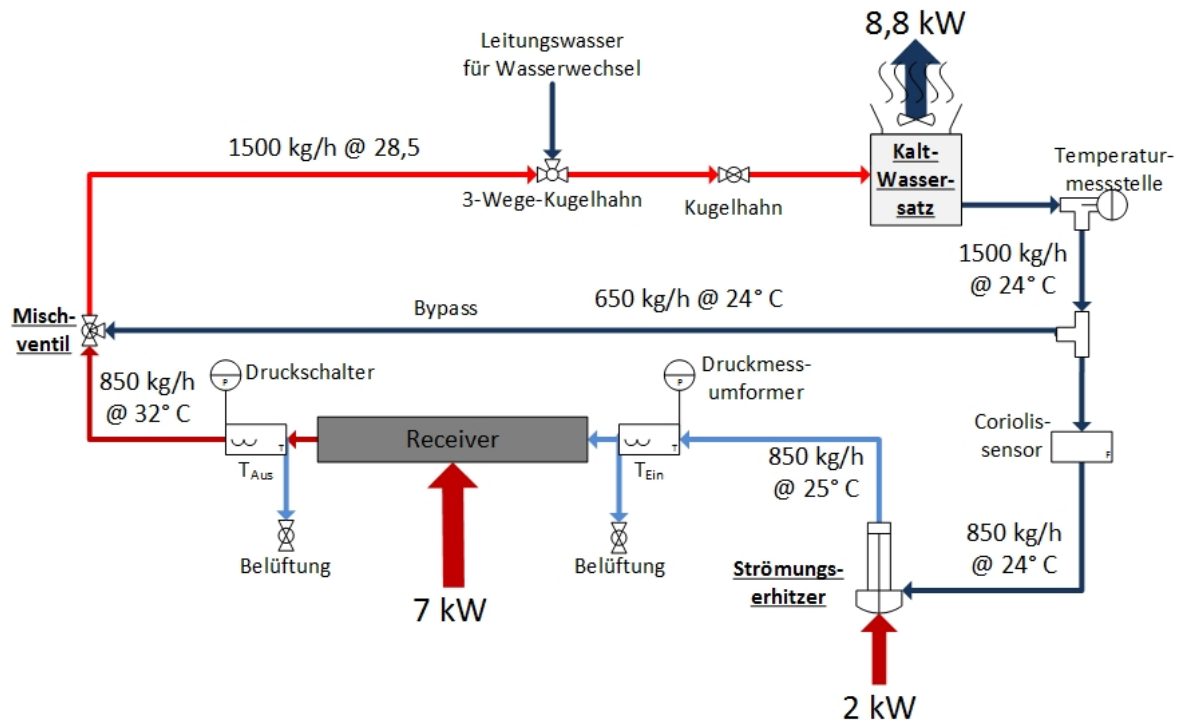 8,8 kW
Leitungswasser
für Wasserwechsel
1500 kg/h @ 28,5
3-Wege-Kugelhahn
Kugelhahn
Kalt-
Wasser-
satz
Temperatur-
messstelle
1500 kg/h
@ 24° C
650 kg/h @ 24° C
Bypass
Misch-
ventil
850 kg/h
@ 32° C
P
Druckschalter
T
T Aus
Belüftung
Receiver
7 kW
P
Druckmess-
umformer
T
T Ein
Belüftung
850 kg/h
@ 25° C
Coriolis-
sensor
F
850 kg/h
@ 24° C
Strömungs-
erhitzer
2 kW